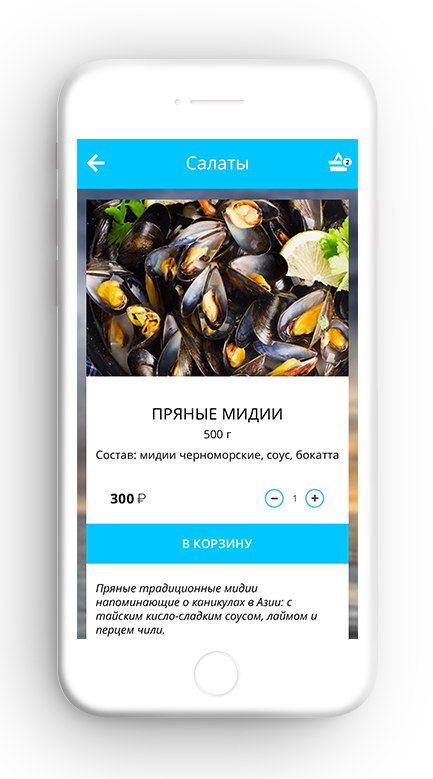 Салаты
2
ПРЯНЫЕ МИДИИ
500 г
Состав: мидии черноморские, соус, бокатта
300 ₽
1
В КОРЗИНУ
Пряные традиционные мидии
напоминающие о каникулах в Азии: с
тайским кисло-сладким соусом, лаймом и
перцем чили.